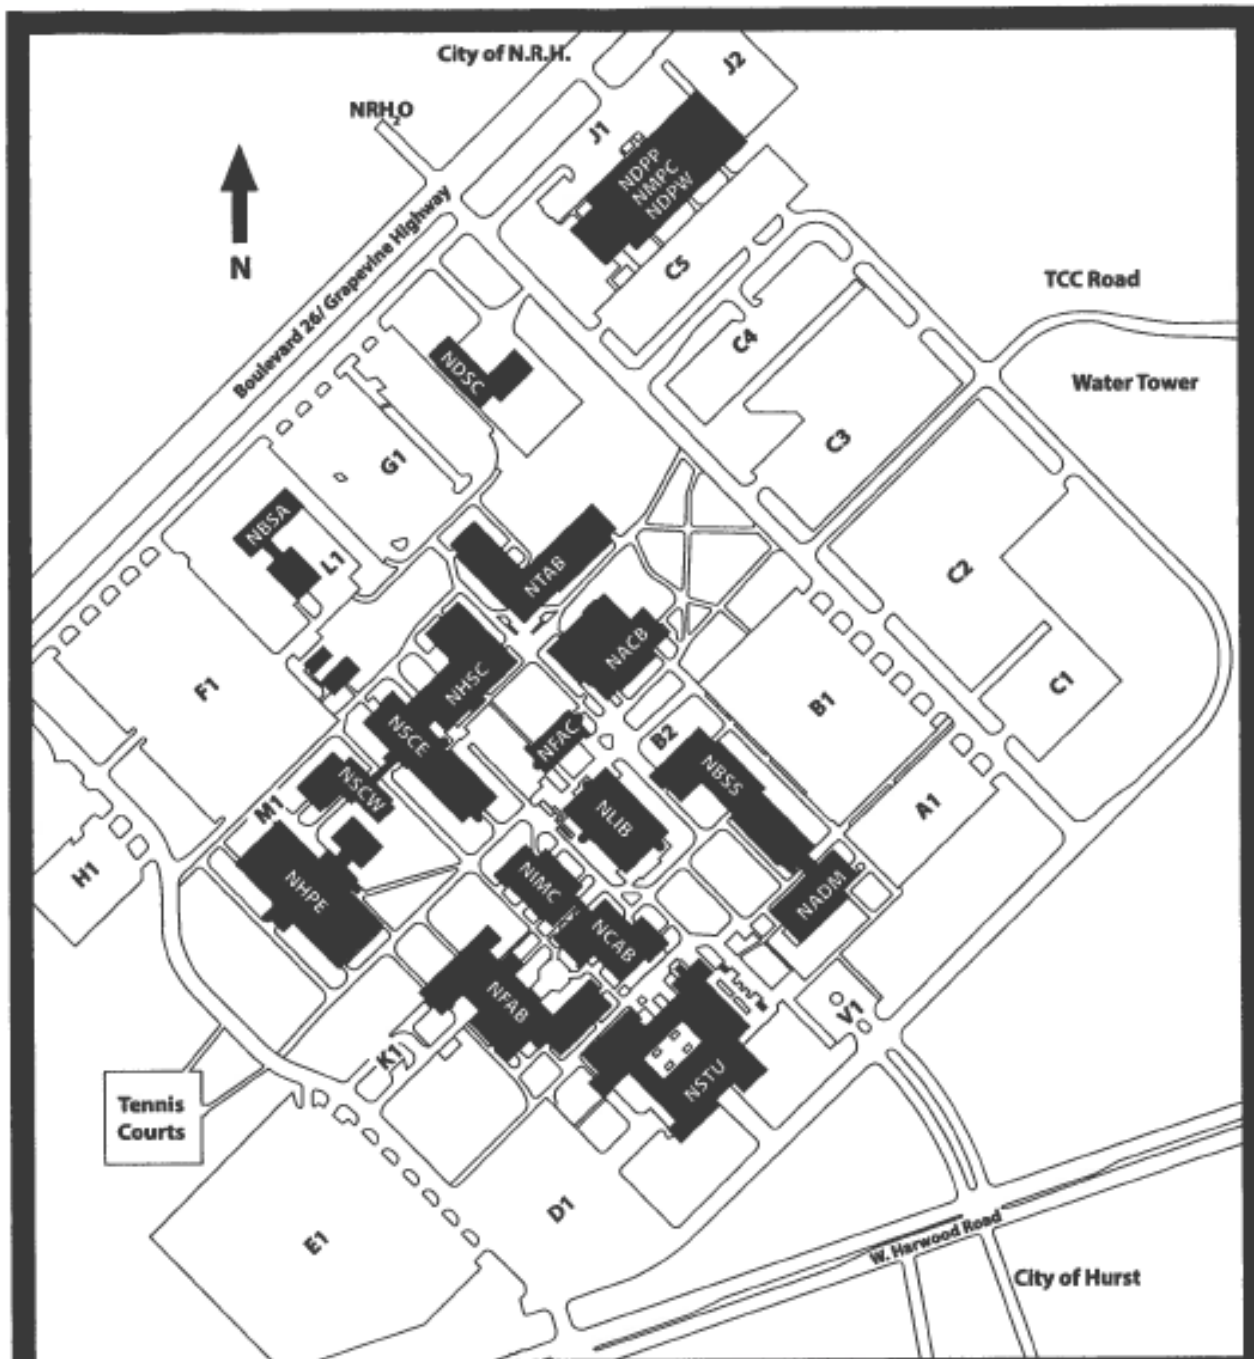 City of N.R.H.
J2
NRH2O
J1
NDPP
NMPC
NDPW
N
Boulevard 26/ Grapevine Highway
C5
TCC Road
C4
NDSC
Water Tower
C3
G1
NBSA
L1
NTAB
C2
NACB
F1
NHSC
C1
B1
NSCE
NFAC
B2
NBSS
NSCW
M1
NLIB
A1
H1
NHPE
NIMC
NADM
NCAB
NFAB
V1
K1
NSTU
Tennis
Courts
D1
E1
W. Harwood Road
City of Hurst